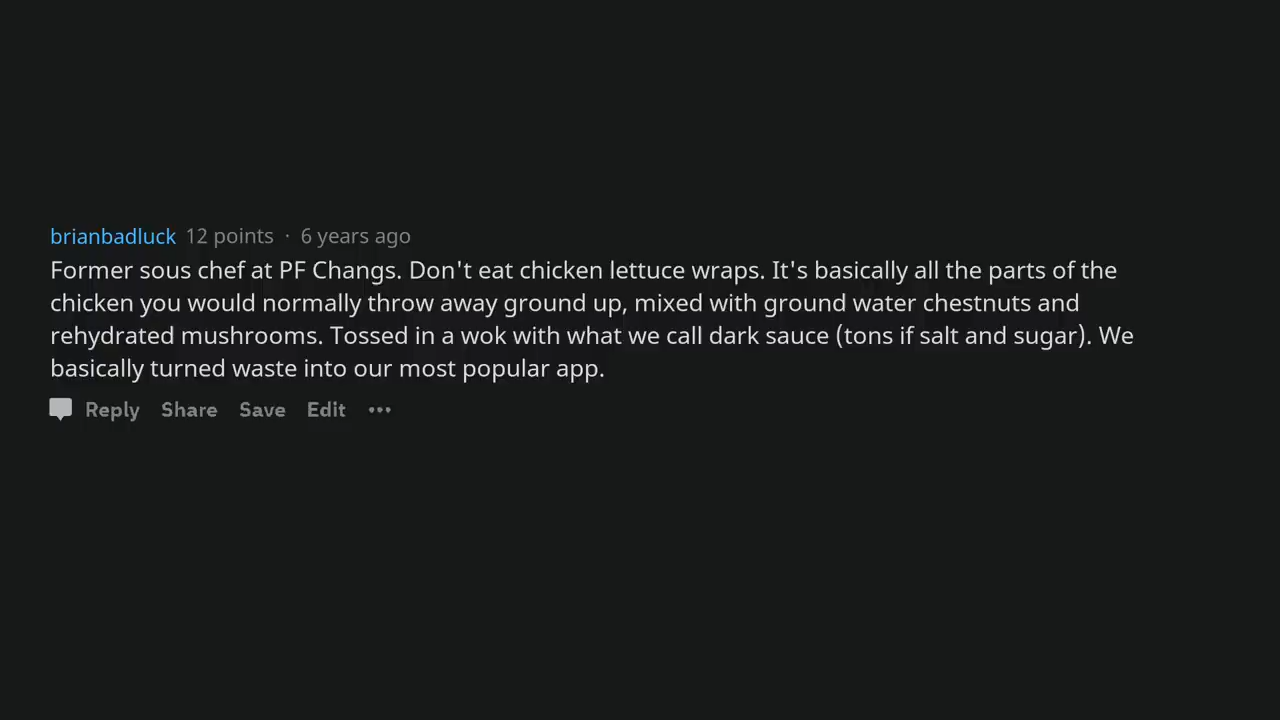 brianbadluck 12 points · 6 years ago
Former sous chef at PF Changs. Don't eat chicken lettuce wraps. It's basically all the parts of the
chicken you would normally throw away ground up, mixed with ground water chestnuts and
rehydrated mushrooms. Tossed in a wok with what we call dark sauce (tons if salt and sugar). We
basically turned waste into our most popular app.
Reply Share Save Edit •••